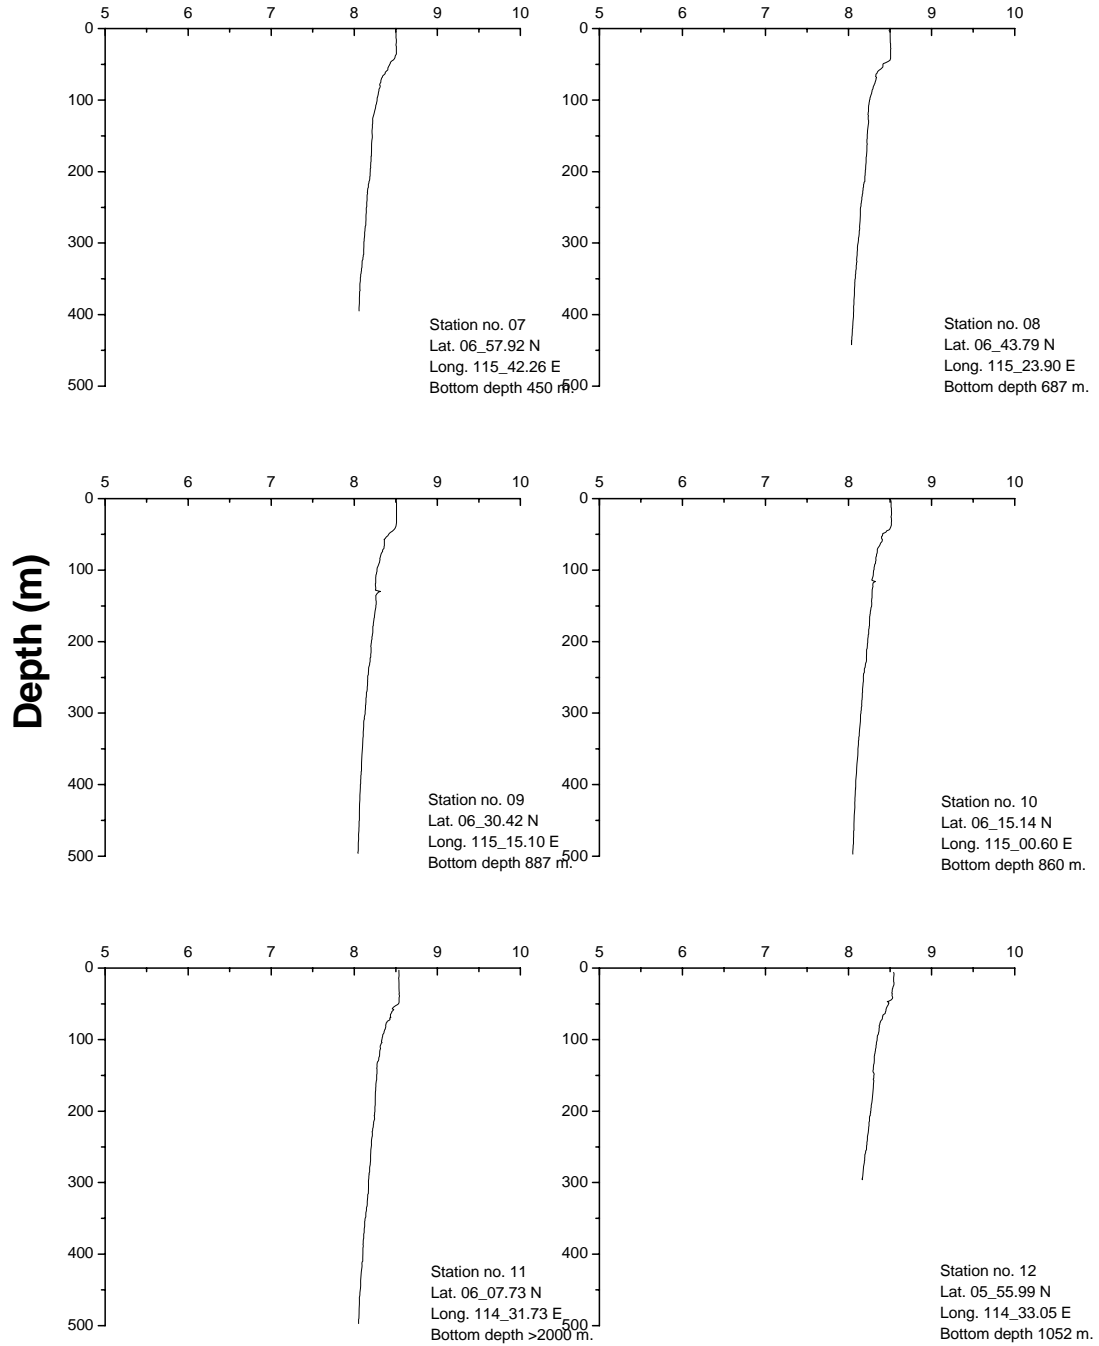 5 6 7 8 9 10
0
100
200
300
400
500
Station no. 07
Lat. 06_57.92 N
Long. 115_42.26 E
Bottom depth 450 m.
5 6 7 8 9 10
0
100
200
300
400
500
Station no. 08
Lat. 06_43.79 N
Long. 115_23.90 E
Bottom depth 687 m.
Depth (m)
5 6 7 8 9 10
0
100
200
300
400
500
Station no. 09
Lat. 06_30.42 N
Long. 115_15.10 E
Bottom depth 887 m.
5 6 7 8 9 10
0
100
200
300
400
500
Station no. 10
Lat. 06_15.14 N
Long. 115_00.60 E
Bottom depth 860 m.
5 6 7 8 9 10
0
100
200
300
400
500
Station no. 11
Lat. 06_07.73 N
Long. 114_31.73 E
Bottom depth >2000 m.
5 6 7 8 9 10
0
100
200
300
400
500
Station no. 12
Lat. 05_55.99 N
Long. 114_33.05 E
Bottom depth 1052 m.